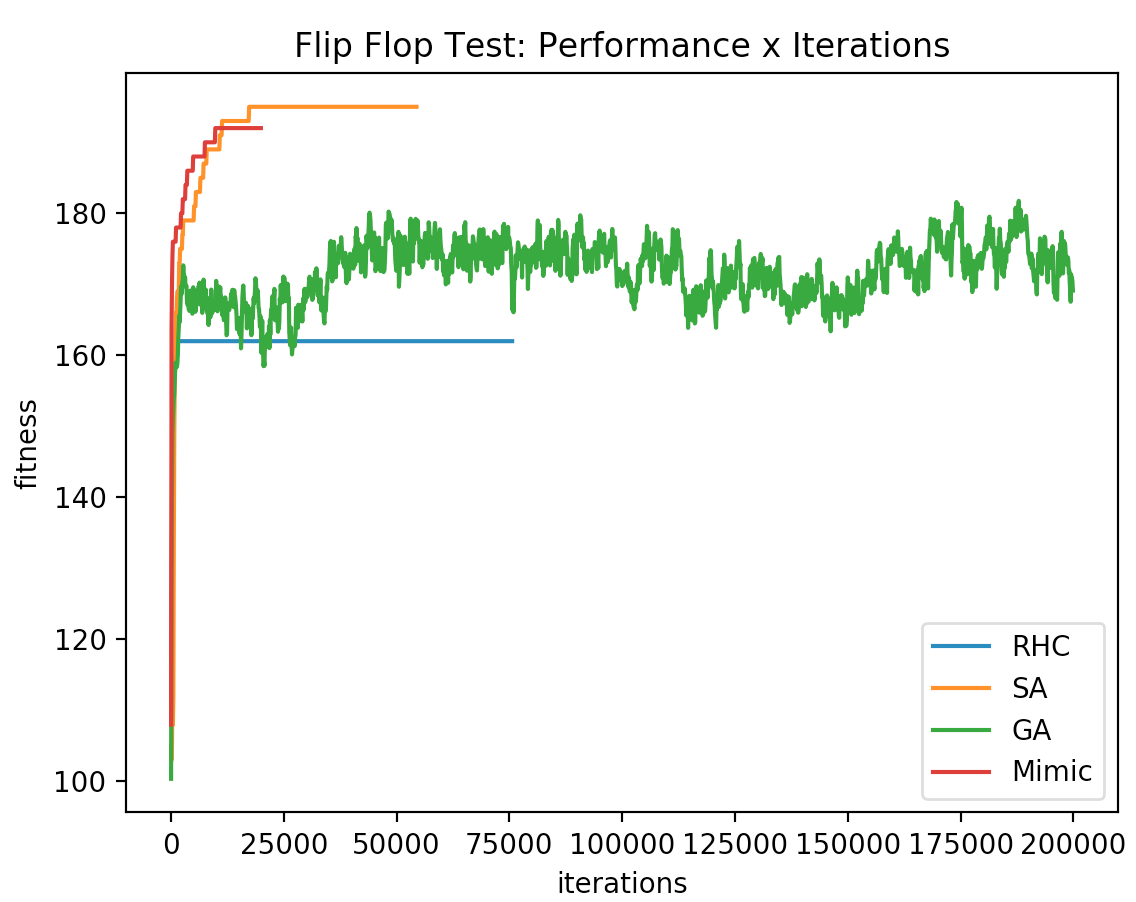 Flip Flop Test: Performance x Iterations
fitness
180
160
140
120
100
RHC
SA
GA
Mimic
0 25000 50000 75000 100000 125000 150000 175000 200000
iterations